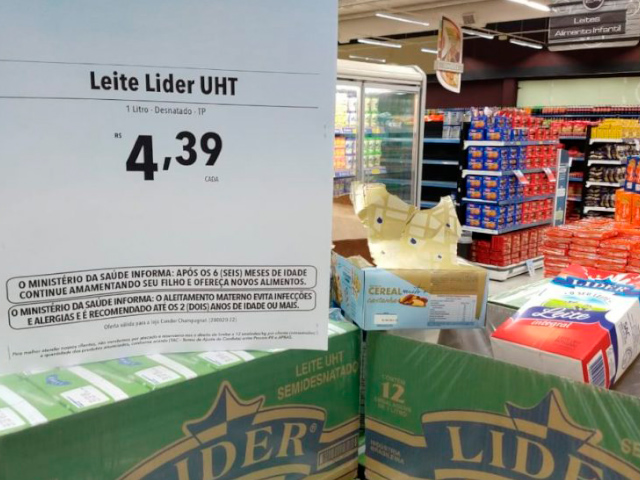 Leite Lider UHT
1 Litro - Desnatado - TP
R$
4,39
CADA
O MINISTÉRIO DA SAÚDE INFORMA: APÓS OS 6 (SEIS) MESES DE IDADE
CONTINUE AMAMENTANDO SEU FILHO E OFEREÇA NOVOS ALIMENTOS.
O MINISTÉRIO DA SAÚDE INFORMA: O ALEITAMENTO MATERNO EVITA INFECÇÕES
E ALERGIAS E É RECOMENDADO ATÉ OS 2 (DOIS) ANOS DE IDADE OU MAIS.
Leites
Alimento Infantil
CEREAL
LIDER
Leite
integral
LEITE UHT
SEMIDESNATADO
LIDER
12
LIDER